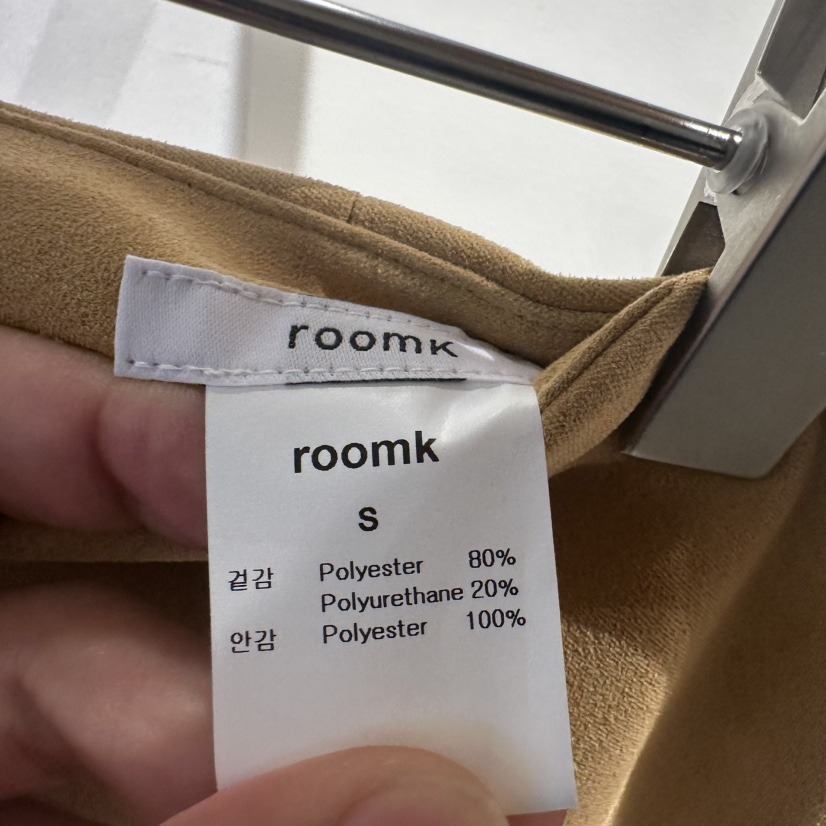 roomk
roomk
S
겉감 Polyester 80%
Polyurethane 20%
안감 Polyester 100%